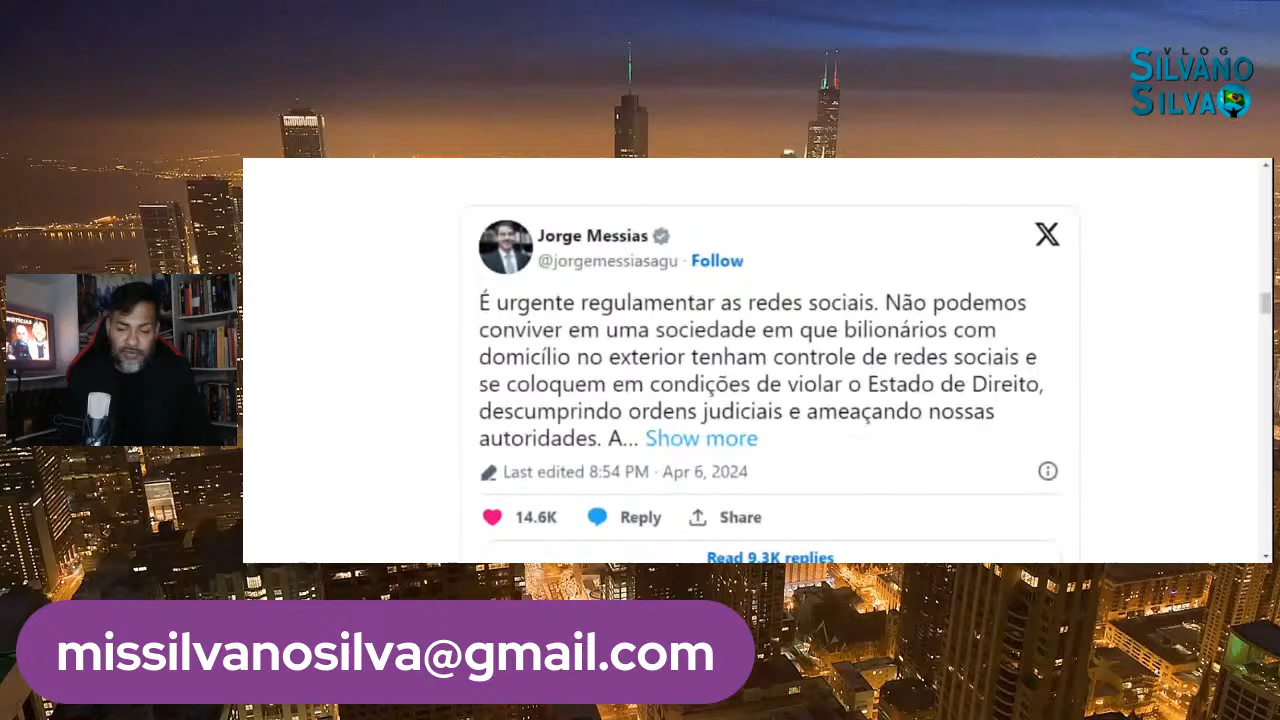 VLOG
SILVANO
SILVA
Jorge Messias
@jorgemessiasagu · Follow
É urgente regulamentar as redes sociais. Não podemos
conviver em uma sociedade em que bilionários com
domicílio no exterior tenham controle de redes sociais e
se coloquem em condições de violar o Estado de Direito,
descumprindo ordens judiciais e ameaçando nossas
autoridades. A... Show more
Last edited 8:54 PM · Apr 6, 2024
14.6K Reply Share
Read 9.3K replies
NOTÍCIAS
missilvanosilva@gmail.com